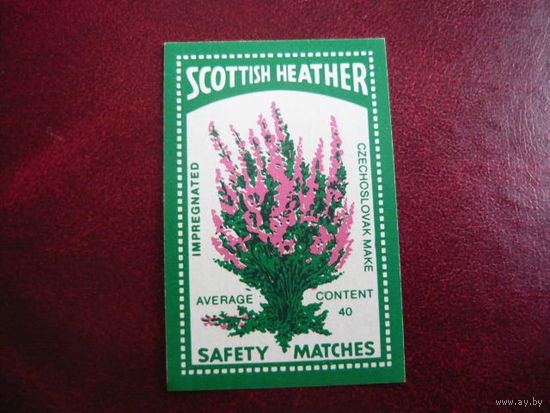 SCOTTISH HEATHER
IMPREGNATED
CZECHOSLOVAK MAKE
AVERAGE CONTENT
40
SAFETY MATCHES
www.ay.by